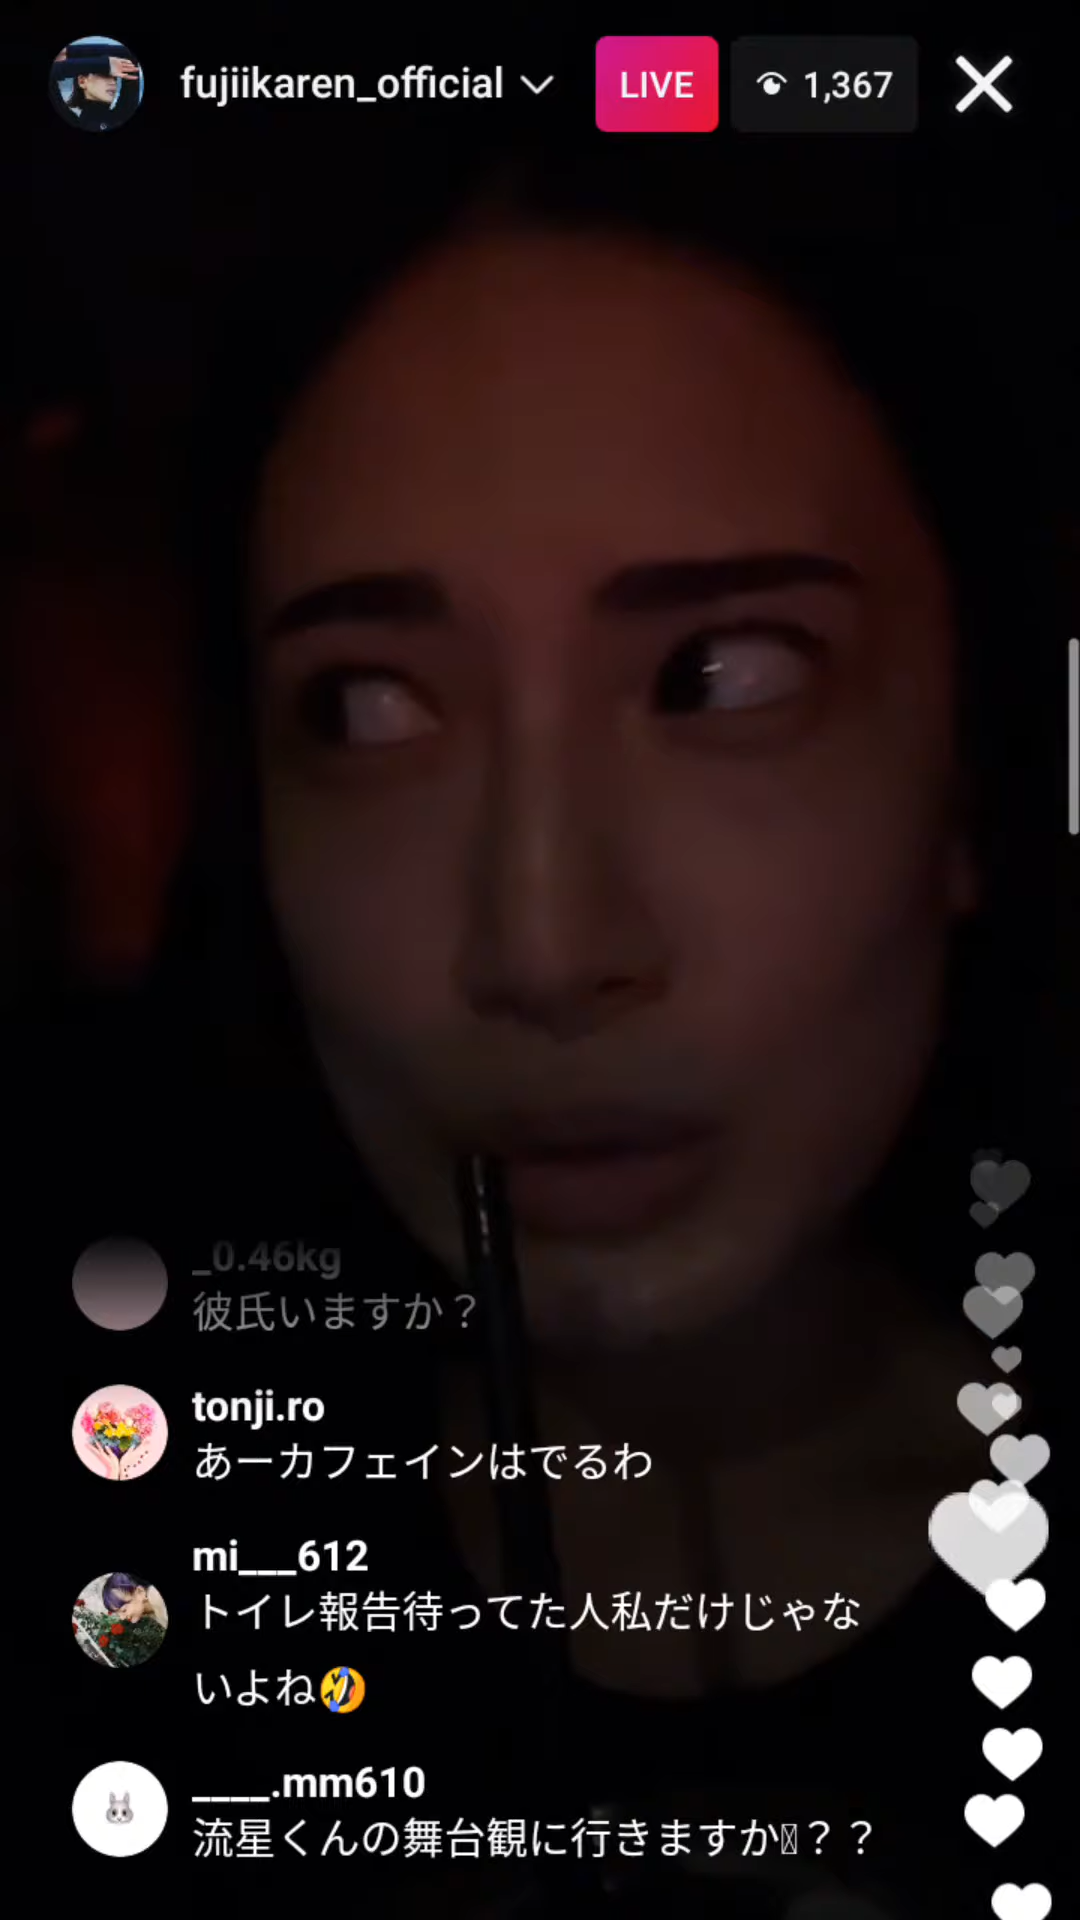 fujiikaren_official
LIVE
1,367
_0.46kg
彼氏いますか？
tonji.ro
あーカフェインはでるわ
mi___612
トイレ報告待ってた人私だけじゃな
いよね🤣
____.mm610
流星くんの舞台観に行きますか？？